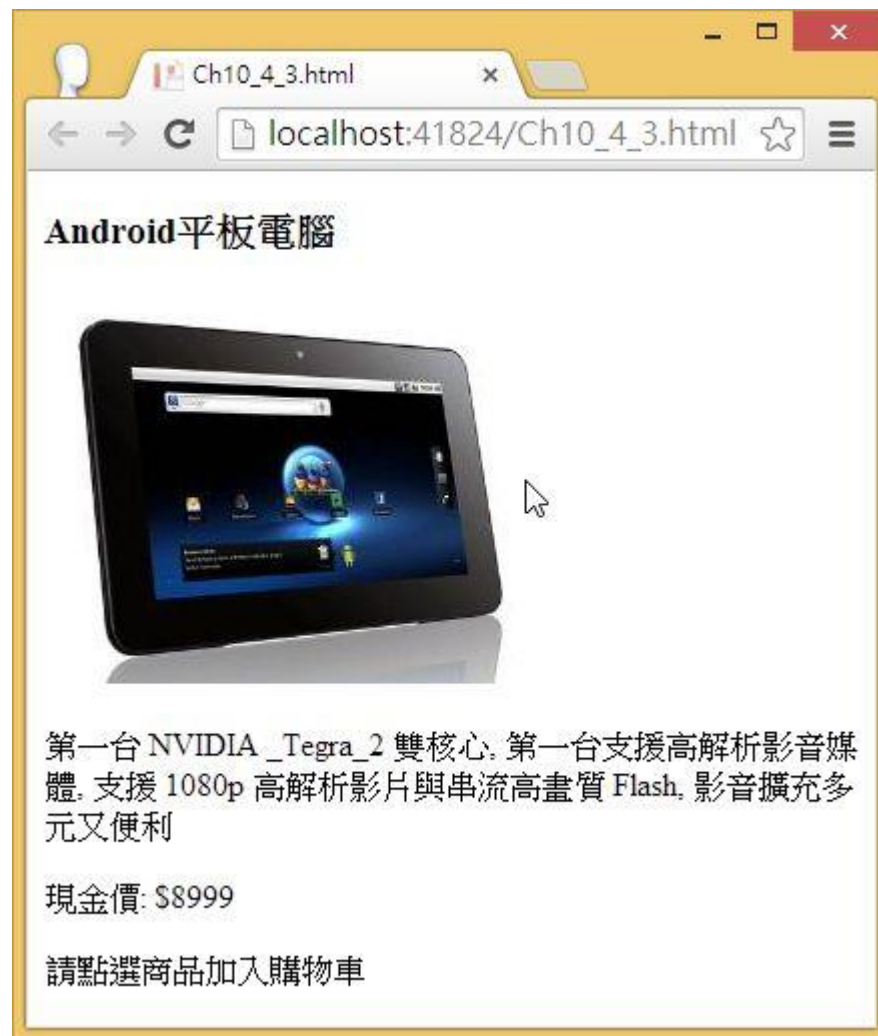 Ch10_4_3.html
localhost:41824/Ch10_4_3.html
Android平板電腦
第一台 NVIDIA _Tegra_2 雙核心, 第一台支援高解析影音媒
體, 支援 1080p 高解析影片與串流高畫質 Flash, 影音擴充多
元又便利
現金價: $8999
請點選商品加入購物車